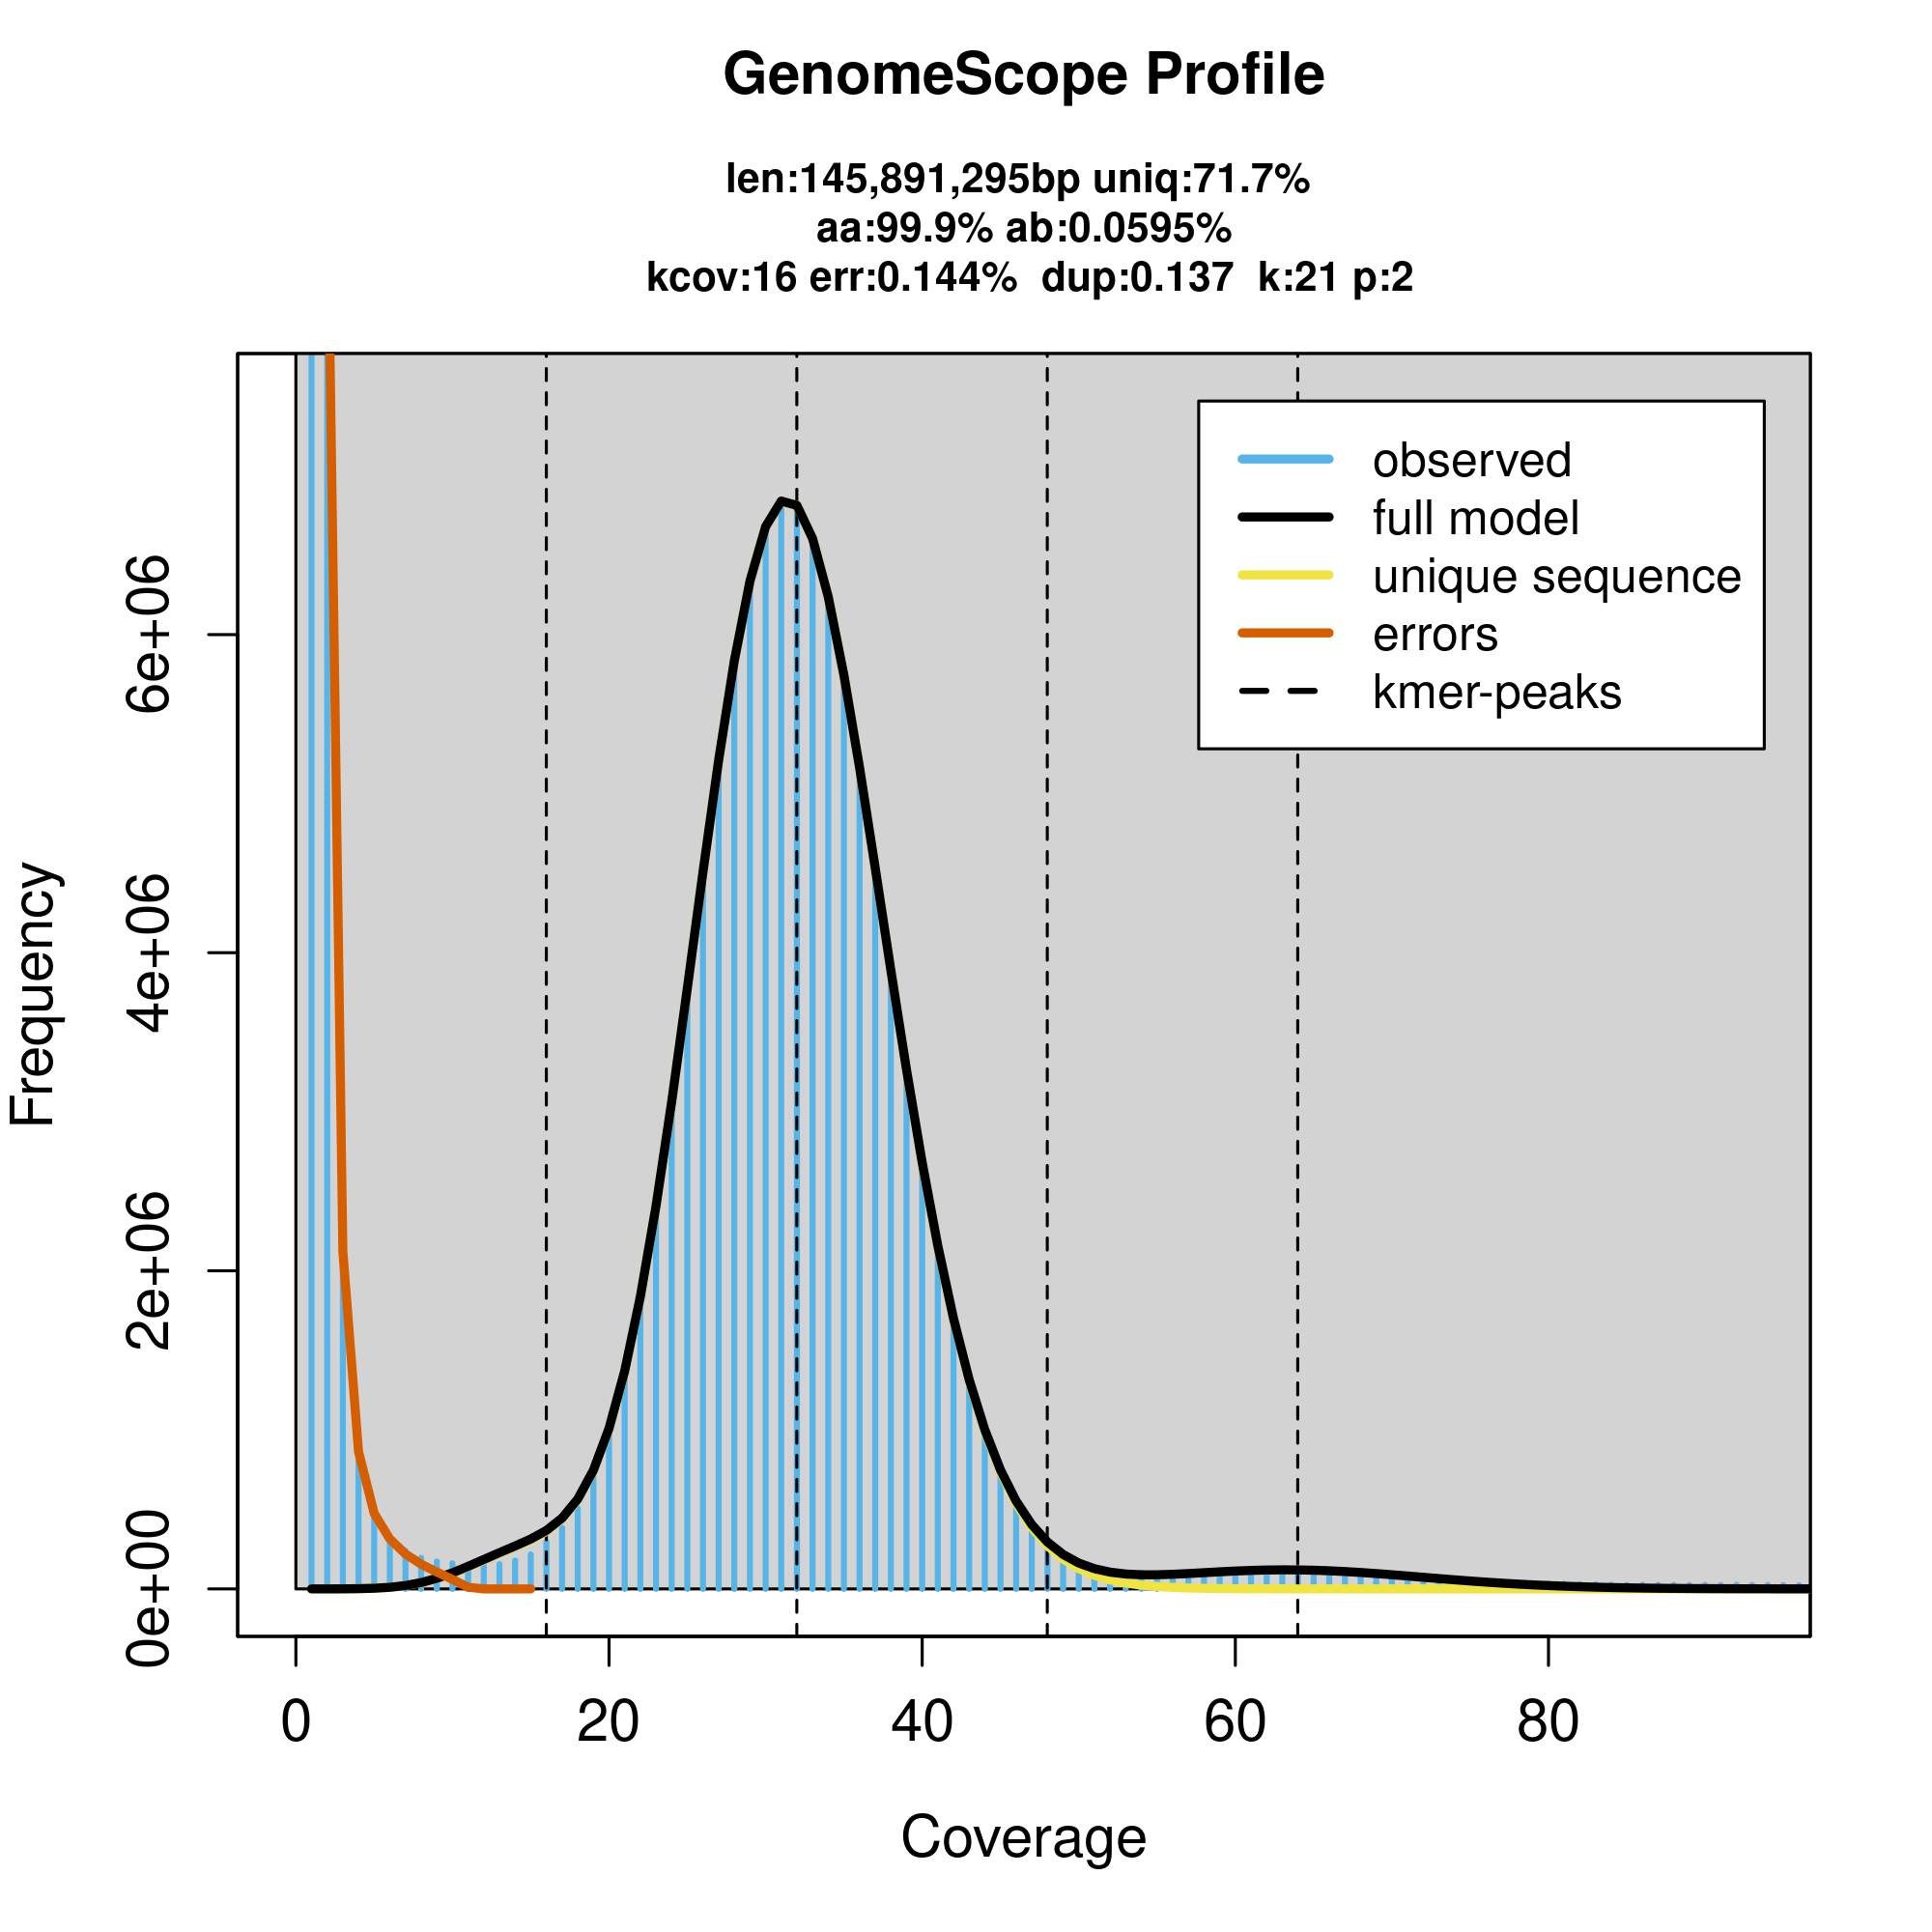 GenomeScope Profile
len:145,891,295bp uniq:71.7%
aa:99.9% ab:0.0595%
kcov:16 err:0.144% dup:0.137 k:21 p:2
observed
full model
unique sequence
errors
kmer-peaks
Frequency
6e+06
4e+06
2e+06
0e+00
0 20 40 60 80
Coverage